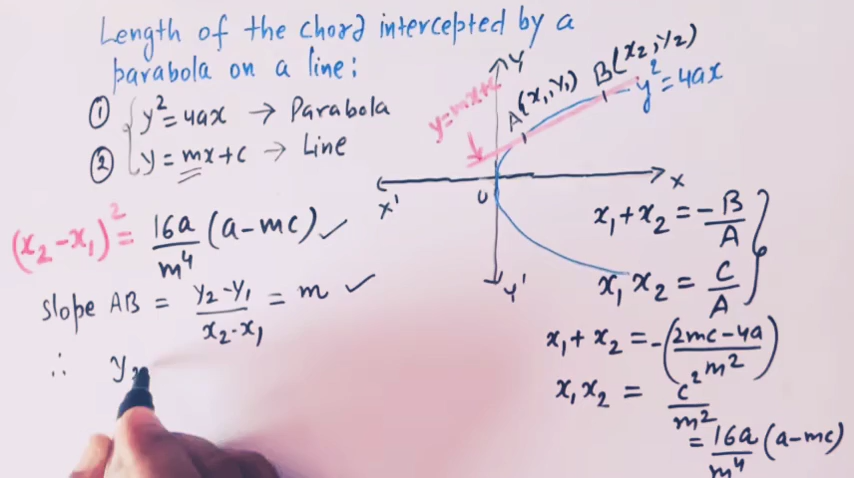 Length of the chord intercepted by a
parabola on a line:
① y²=4ax → Parabola
② y=mx+c → Line
(x₂-x₁)² = 16a/m⁴ (a-mc) ✓
Slope AB = y₂-y₁/x₂-x₁ = m ✓
∴ y₂
Y
y=mx+c
A(x₁,y₁)
B(x₂,y₂)
y²=4ax
X'
O
X
Y'
x₁+x₂ = -B/A
x₁x₂ = C/A
x₁+x₂ = -(2mc-4a/m²)
x₁x₂ = c²/m²
= 16a/m⁴ (a-mc)